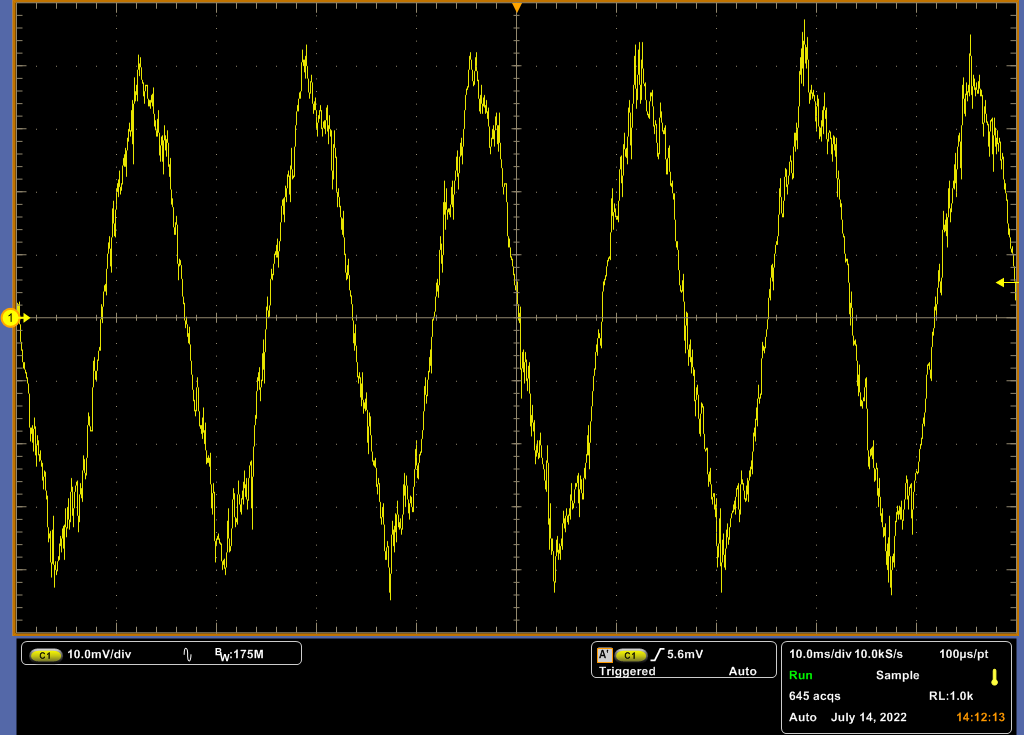 1
C1 10.0mV/div BW:175M
A' C1 5.6mV
Triggered Auto
10.0ms/div 10.0kS/s 100µs/pt
Run Sample
645 acqs RL:1.0k
Auto July 14, 2022 14:12:13